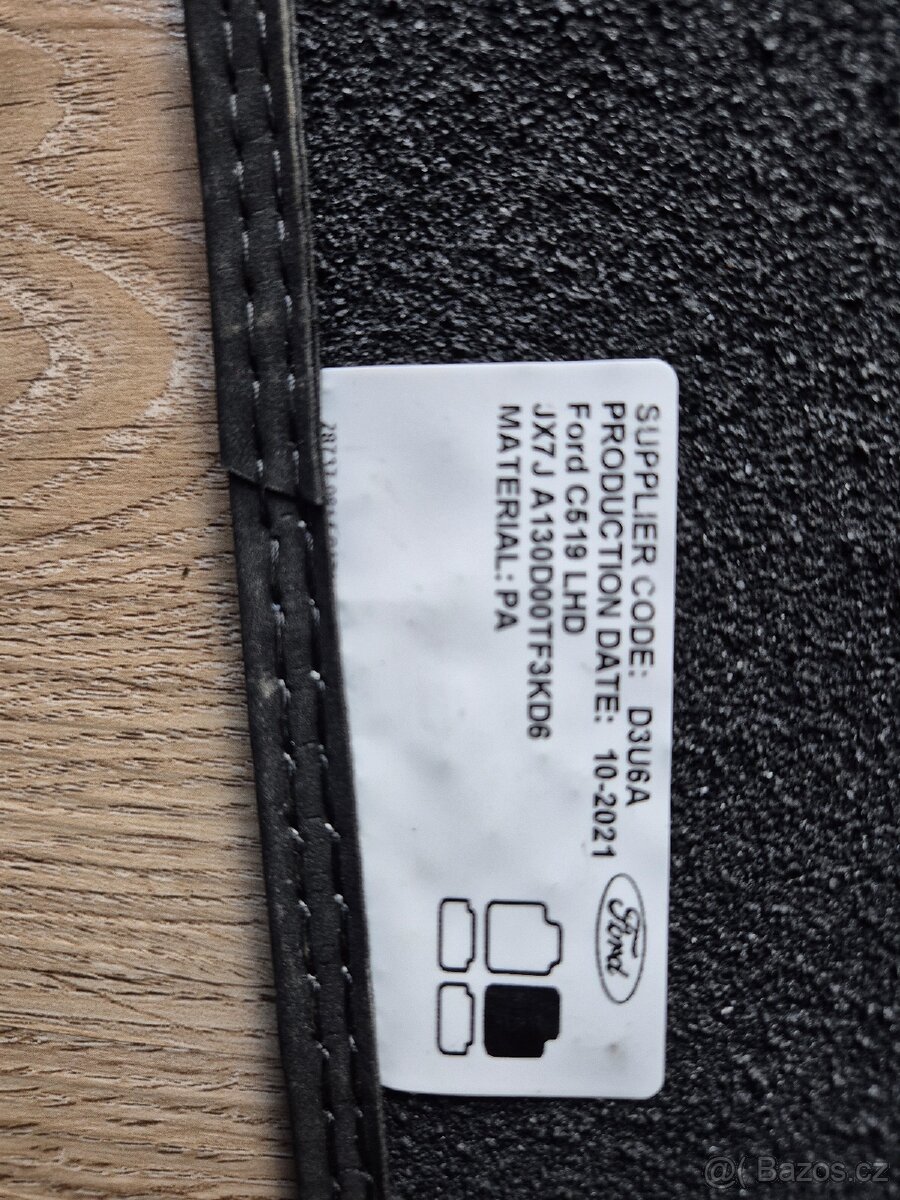 SUPPLIER CODE: D3U6A
PRODUCTION DATE: 10-2021
Ford C519 LHD
JX7J A130D00TF3KD6
MATERIAL: PA
Ford
@( Bazos.cz